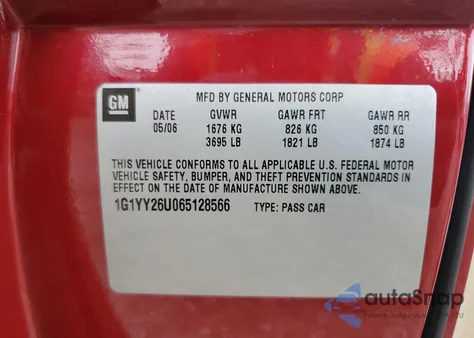 GM
MFD BY GENERAL MOTORS CORP
DATE GVWR GAWR FRT GAWR RR
05/06 1676 KG 826 KG 850 KG
3695 LB 1821 LB 1874 LB
THIS VEHICLE CONFORMS TO ALL APPLICABLE U.S. FEDERAL MOTOR
VEHICLE SAFETY, BUMPER, AND THEFT PREVENTION STANDARDS IN
EFFECT ON THE DATE OF MANUFACTURE SHOWN ABOVE.
1G1YY26U065128566 TYPE: PASS CAR
autoSnap